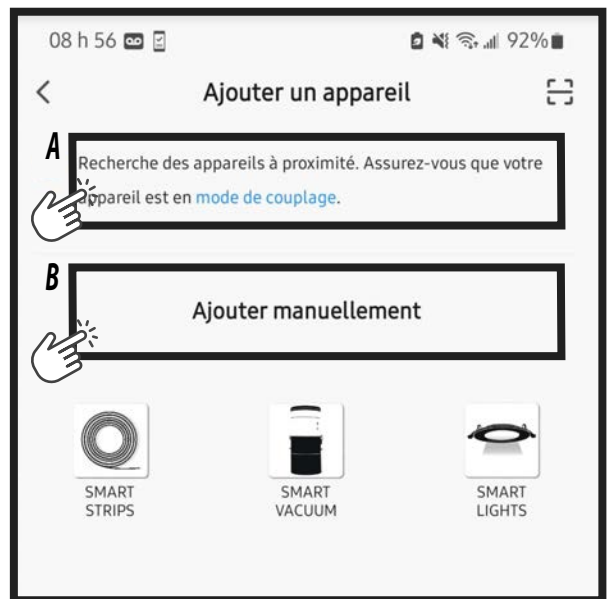 08 h 56 92%
Ajouter un appareil
A
Recherche des appareils à proximité. Assurez-vous que votre
appareil est en mode de couplage.
B
Ajouter manuellement
SMART
STRIPS
SMART
VACUUM
SMART
LIGHTS